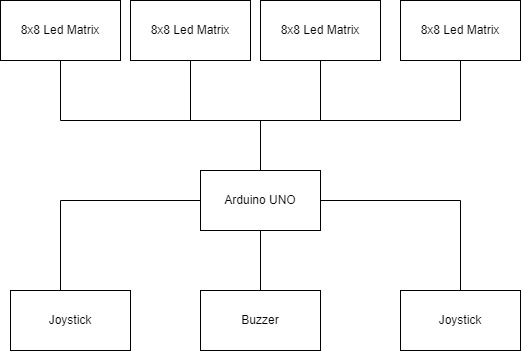 8x8 Led Matrix
8x8 Led Matrix
8x8 Led Matrix
8x8 Led Matrix
Arduino UNO
Joystick
Buzzer
Joystick